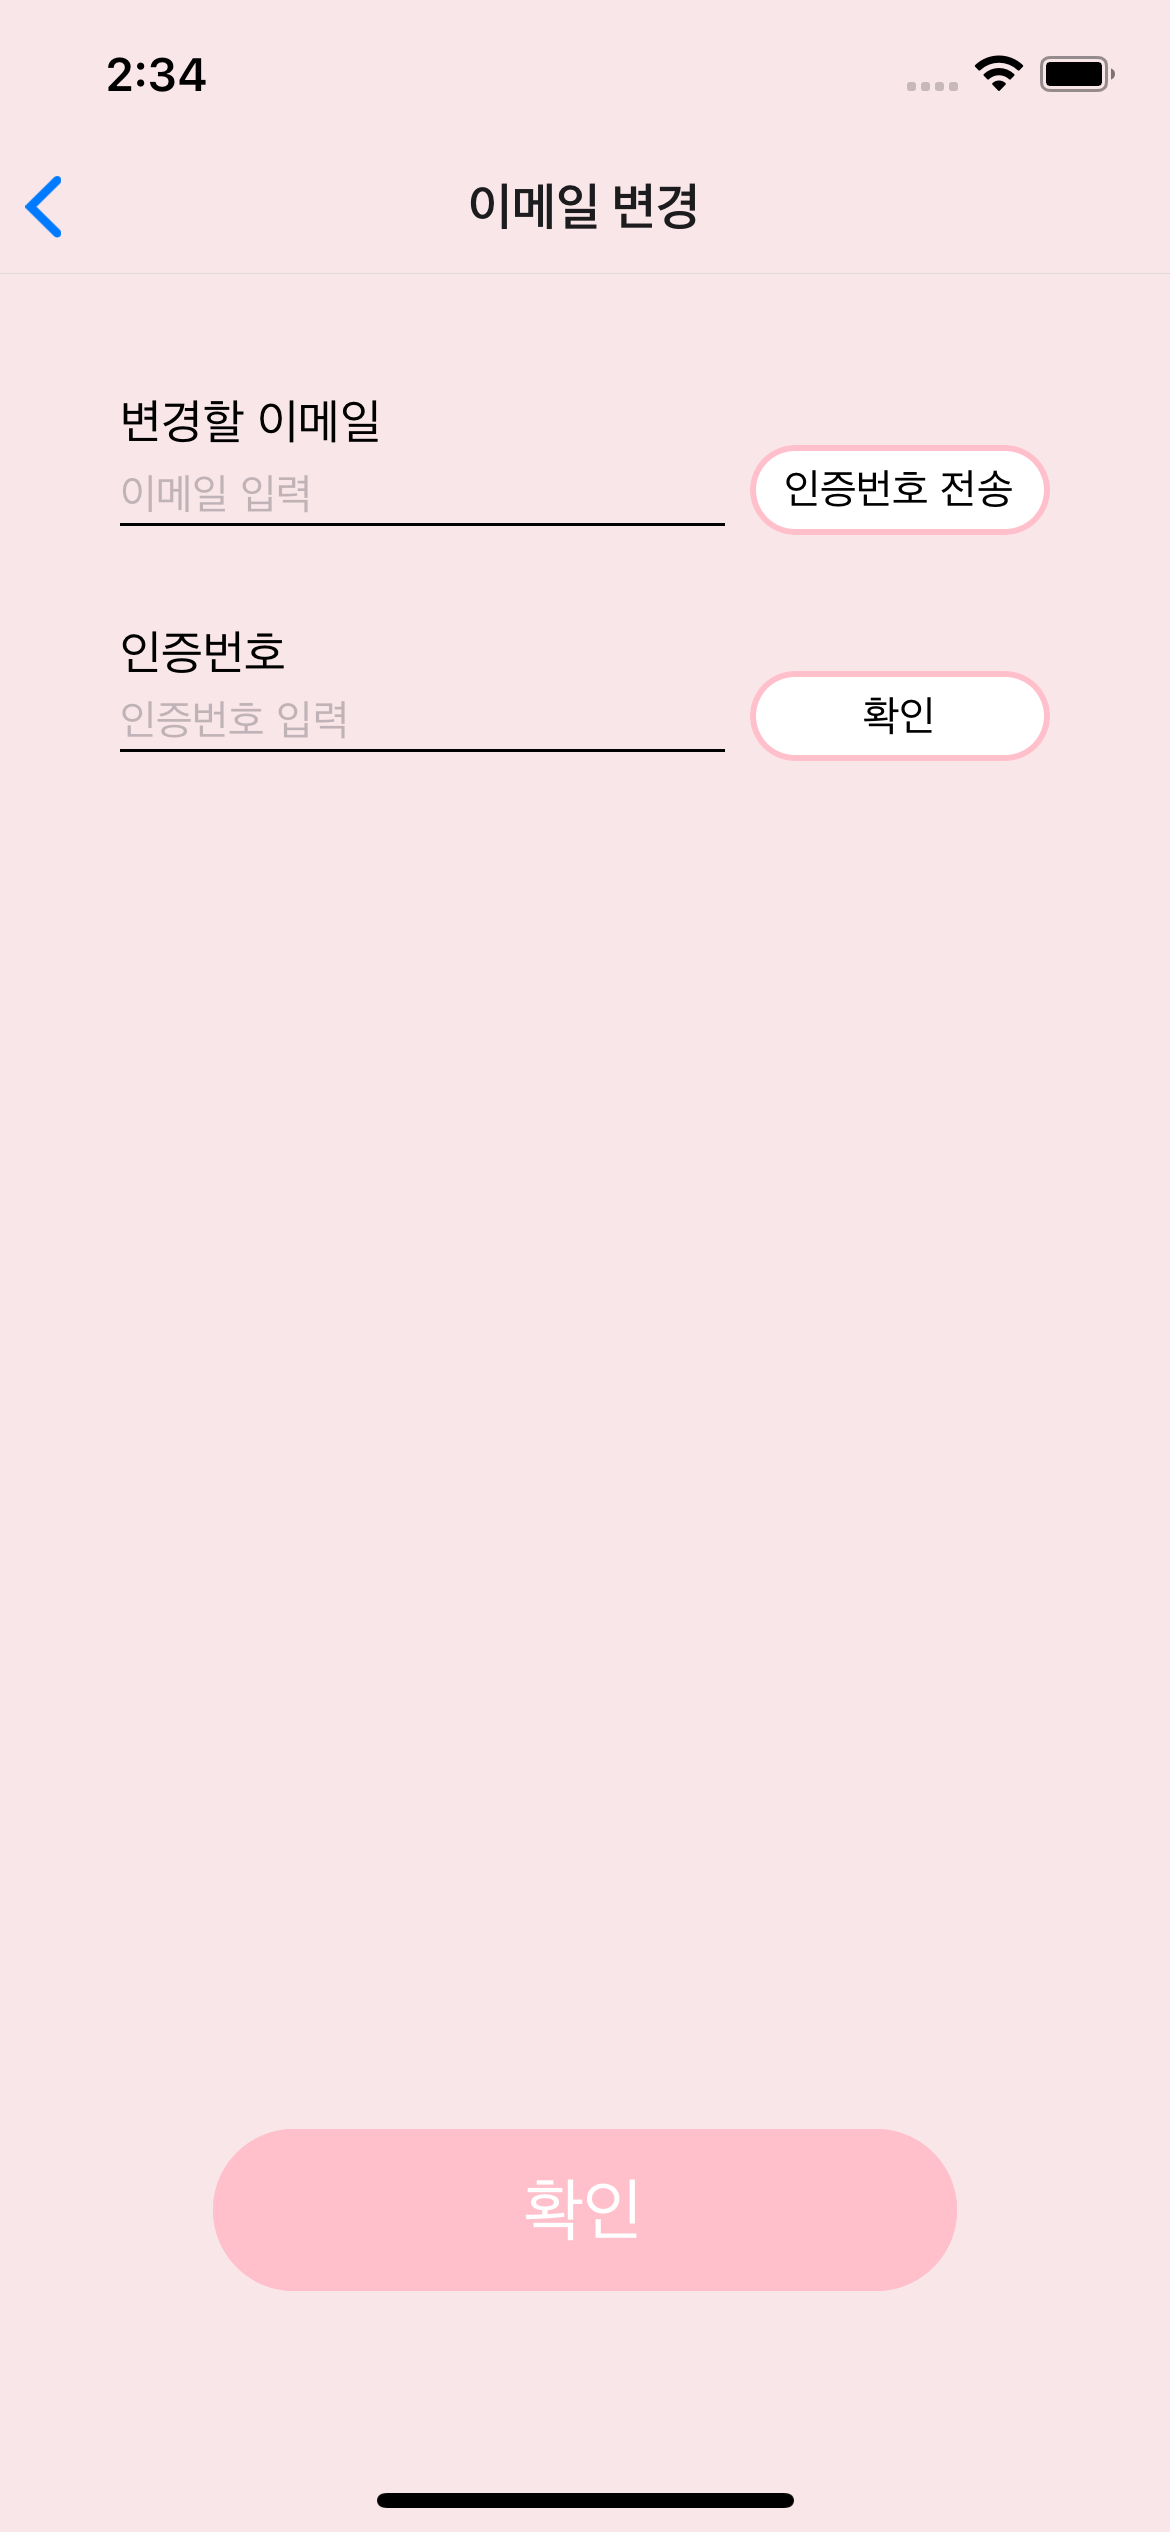 2:34
이메일 변경
변경할 이메일
이메일 입력
인증번호 전송
인증번호
인증번호 입력
확인
확인